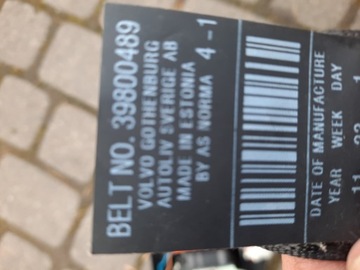 BELT NO. 39800489
VOLVO GOTHENBURG
AUTOLIV SVERIGE AB
MADE IN ESTONIA
BY AS NORMA 4-1
DATE OF MANUFACTURE
YEAR WEEK DAY